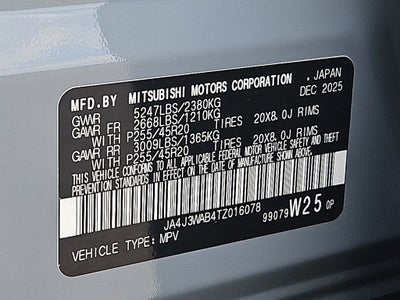 MFD.BY MITSUBISHI MOTORS CORPORATION , JAPAN
GVWR 5247LBS/2380KG DEC 2025
GAWR FR 2668LBS/1210KG
WITH P255/45R20 TIRES 20X8.0J RIMS
GAWR RR 3009LBS/1365KG
WITH P255/45R20 TIRES 20X8.0J RIMS
THIS VEHICLE CONFORMS TO ALL APPLICABLE FEDERAL MOTOR VEHICLE SAFETY AND THEFT
PREVENTION STANDARDS IN EFFECT ON THE DATE OF MANUFACTURE SHOWN ABOVE.
JA4J3WAB4TZ016078
99079 W25 OP
VEHICLE TYPE: MPV